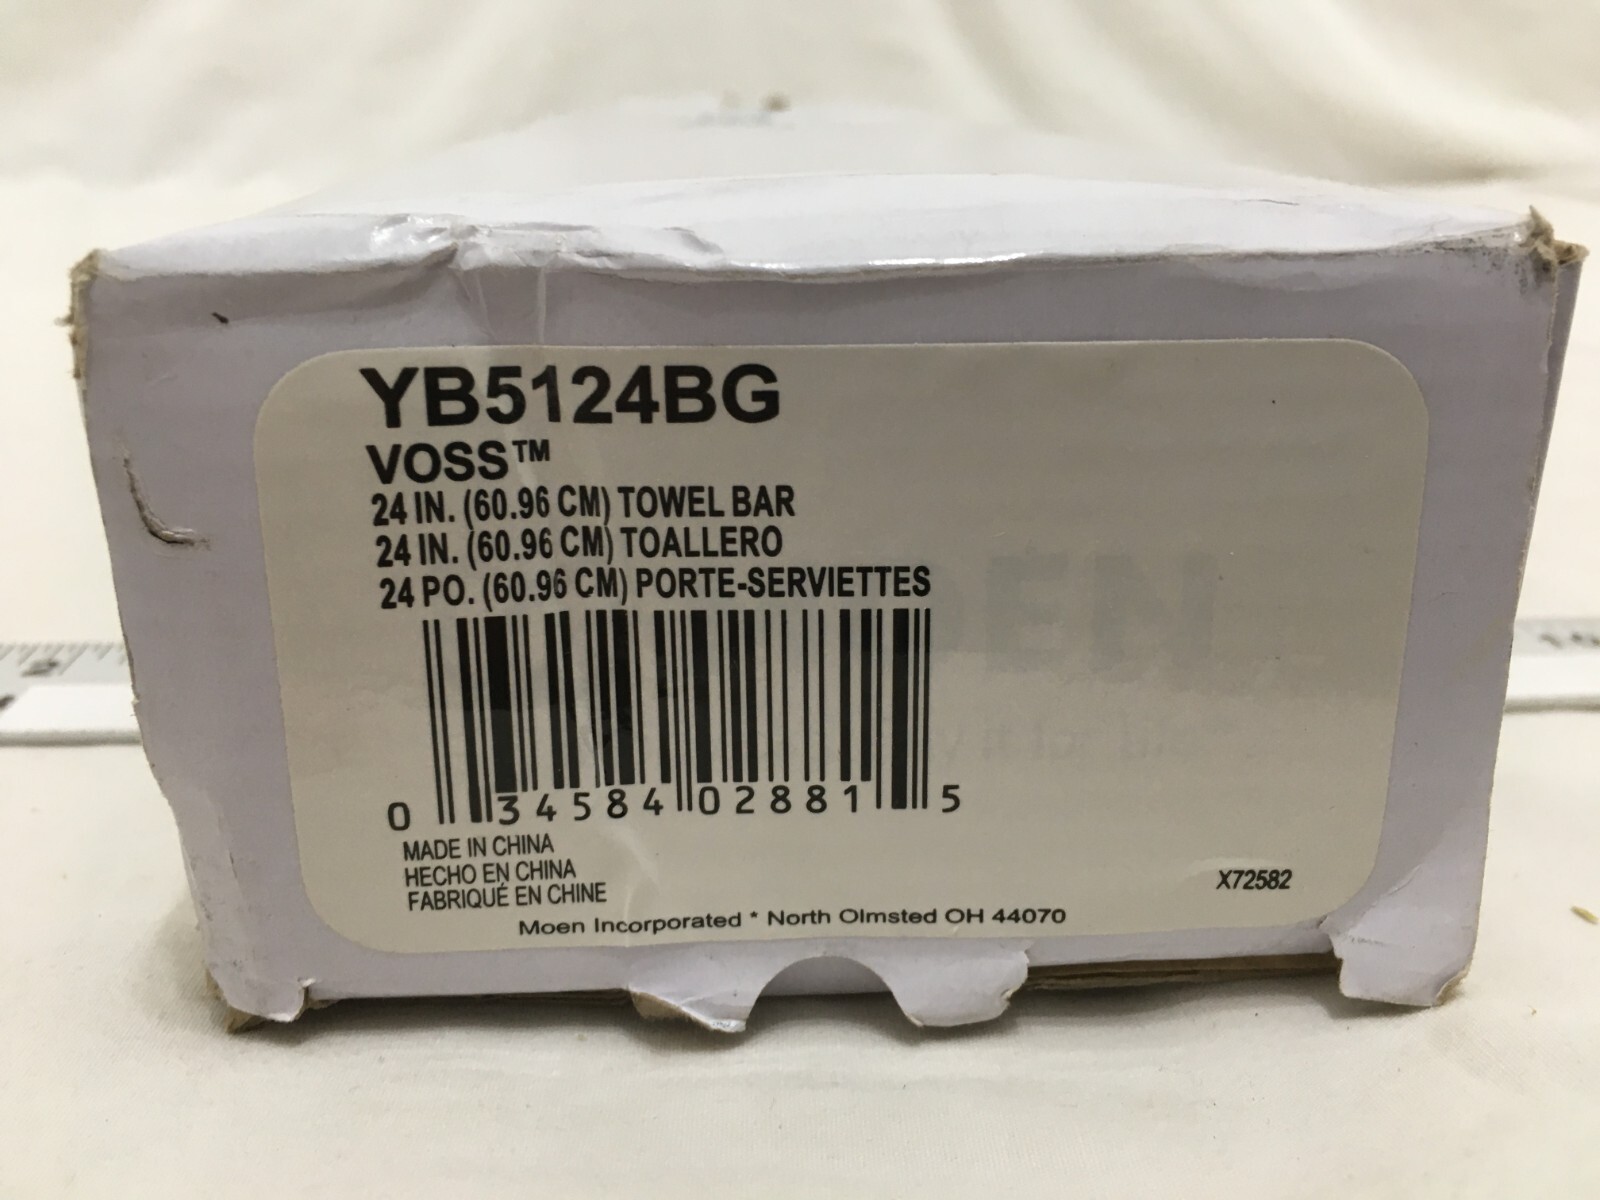 YB5124BG
VOSS™
24 IN. (60.96 CM) TOWEL BAR
24 IN. (60.96 CM) TOALLERO
24 PO. (60.96 CM) PORTE-SERVIETTES
0 34584 02881 5
MADE IN CHINA
HECHO EN CHINA
FABRIQUÉ EN CHINE
X72582
Moen Incorporated * North Olmsted OH 44070
2